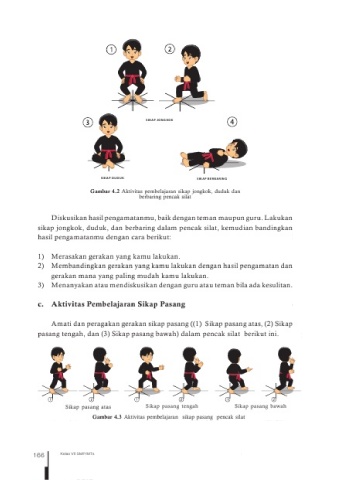 1 2
SIKAP JONGKOK
3 4
SIKAP DUDUK SIKAP BERBARING
Gambar 4.2 Aktivitas pembelajaran sikap jongkok, duduk dan
berbaring pencak silat
Diskusikan hasil pengamatanmu, baik dengan teman maupun guru. Lakukan
sikap jongkok, duduk, dan berbaring dalam pencak silat, kemudian bandingkan
hasil pengamatanmu dengan cara berikut:
1) Merasakan gerakan yang kamu lakukan.
2) Membandingkan gerakan yang kamu lakukan dengan hasil pengamatan dan
gerakan mana yang paling mudah kamu lakukan.
3) Menanyakan atau mendiskusikan dengan guru atau teman bila ada kesulitan.
c. Aktivitas Pembelajaran Sikap Pasang
Amati dan peragakan gerakan sikap pasang ((1) Sikap pasang atas, (2) Sikap
pasang tengah, dan (3) Sikap pasang bawah) dalam pencak silat berikut ini.
Sikap pasang atas Sikap pasang tengah Sikap pasang bawah
Gambar 4.3 Aktivitas pembelajaran sikap pasang pencak silat
166 Kelas VII SMP/MTs